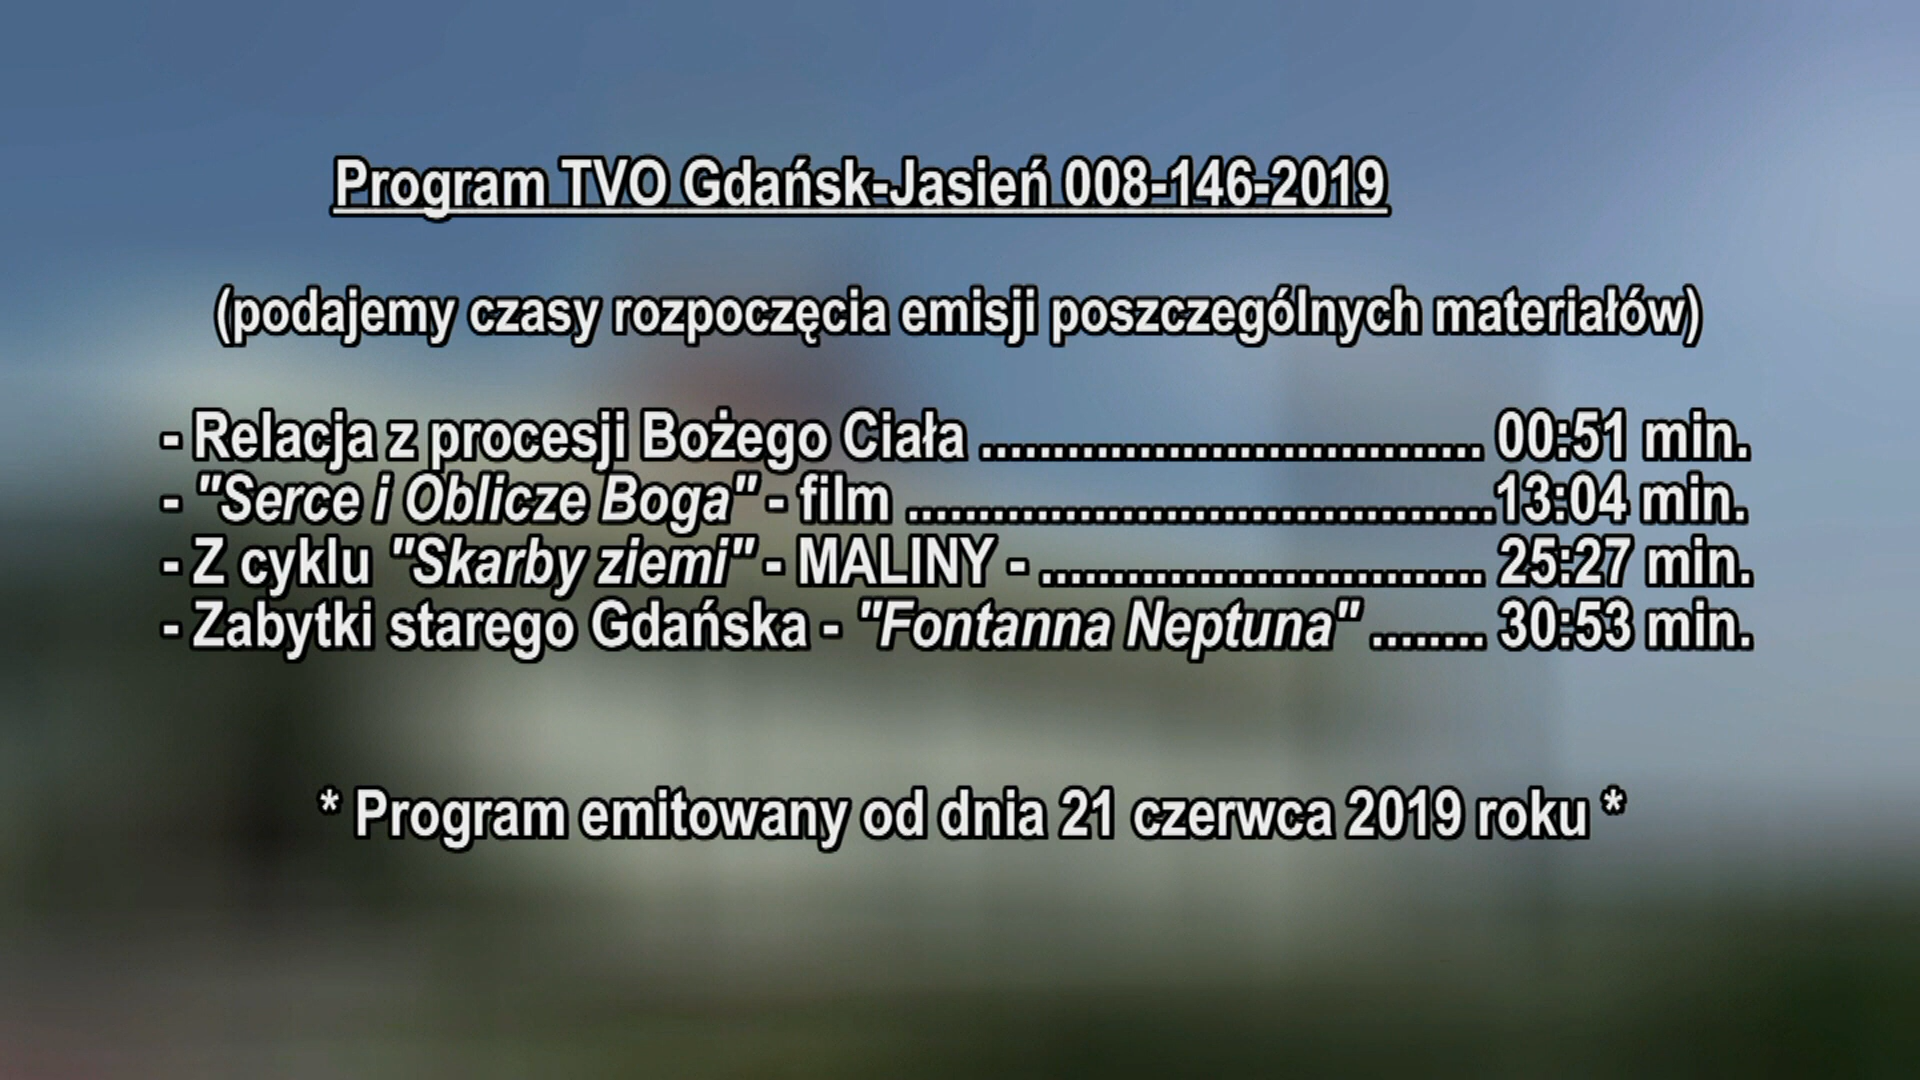 Program TVO Gdańsk-Jasień 008-146-2019
(podajemy czasy rozpoczęcia emisji poszczególnych materiałów)
- Relacja z procesji Bożego Ciała ................................... 00:51 min.
- "Serce i Oblicze Boga" - film .........................................13:04 min.
- Z cyklu "Skarby ziemi" - MALINY - ............................... 25:27 min.
- Zabytki starego Gdańska - "Fontanna Neptuna" ........ 30:53 min.
* Program emitowany od dnia 21 czerwca 2019 roku *